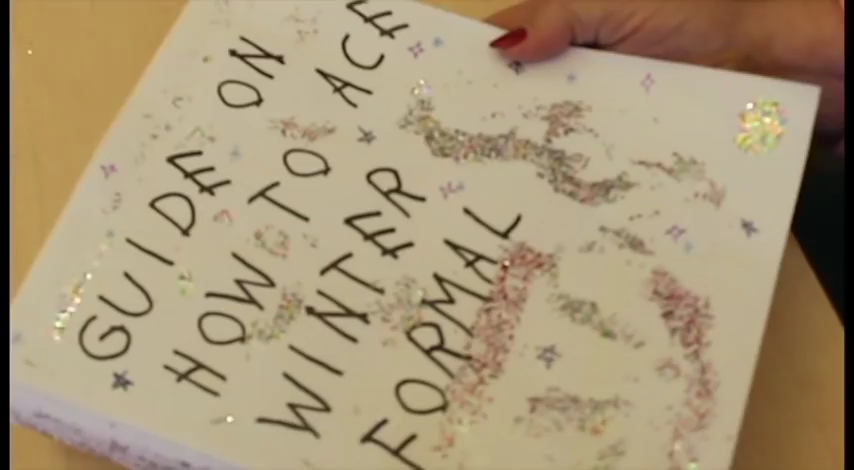 GUIDE ON
HOW TO ACE
WINTER
FORMAL